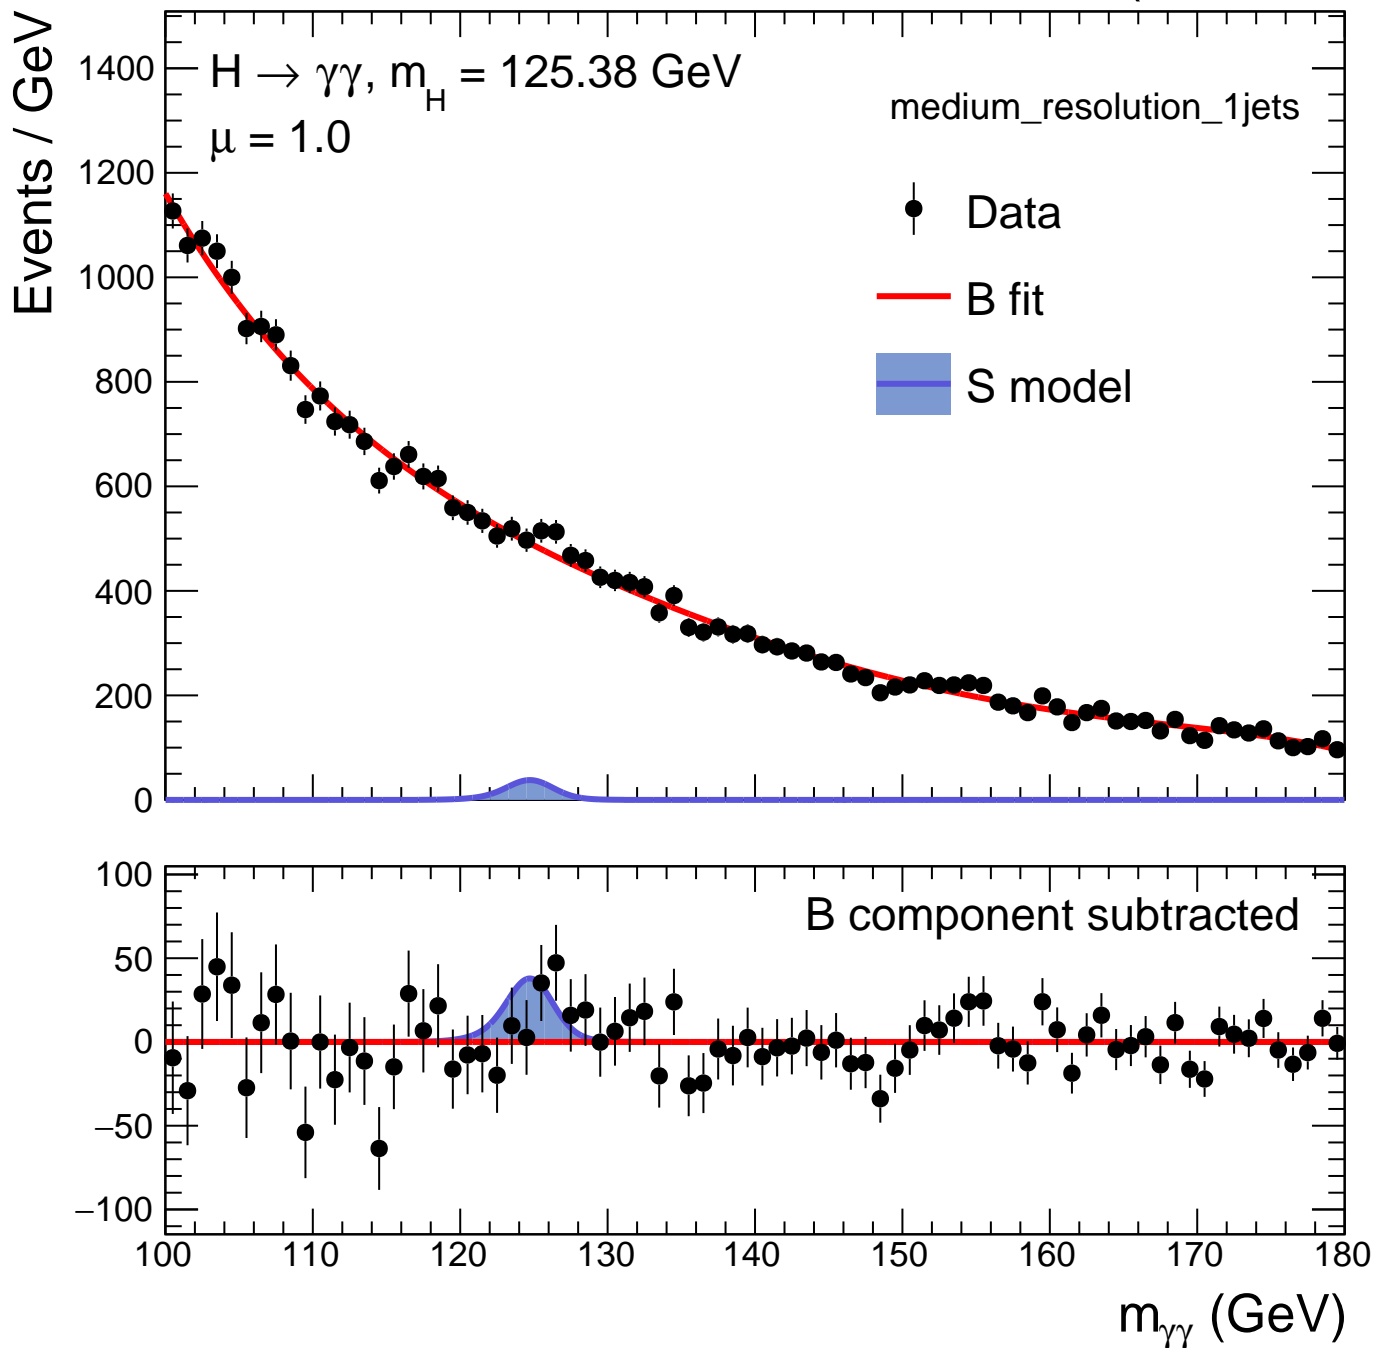 Events / GeV
H → γγ, m_H = 125.38 GeV
μ = 1.0
medium_resolution_1jets
Data
B fit
S model
1400
1200
1000
800
600
400
200
0
B component subtracted
100
50
0
−50
−100
100 110 120 130 140 150 160 170 180
m_γγ (GeV)